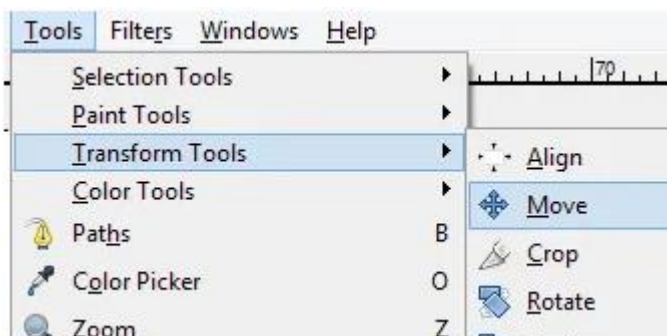 Tools Filters Windows Help
Selection Tools
70
Paint Tools
Transform Tools
Align
Color Tools
Move
Paths B
Crop
Color Picker O
Rotate
Zoom Z